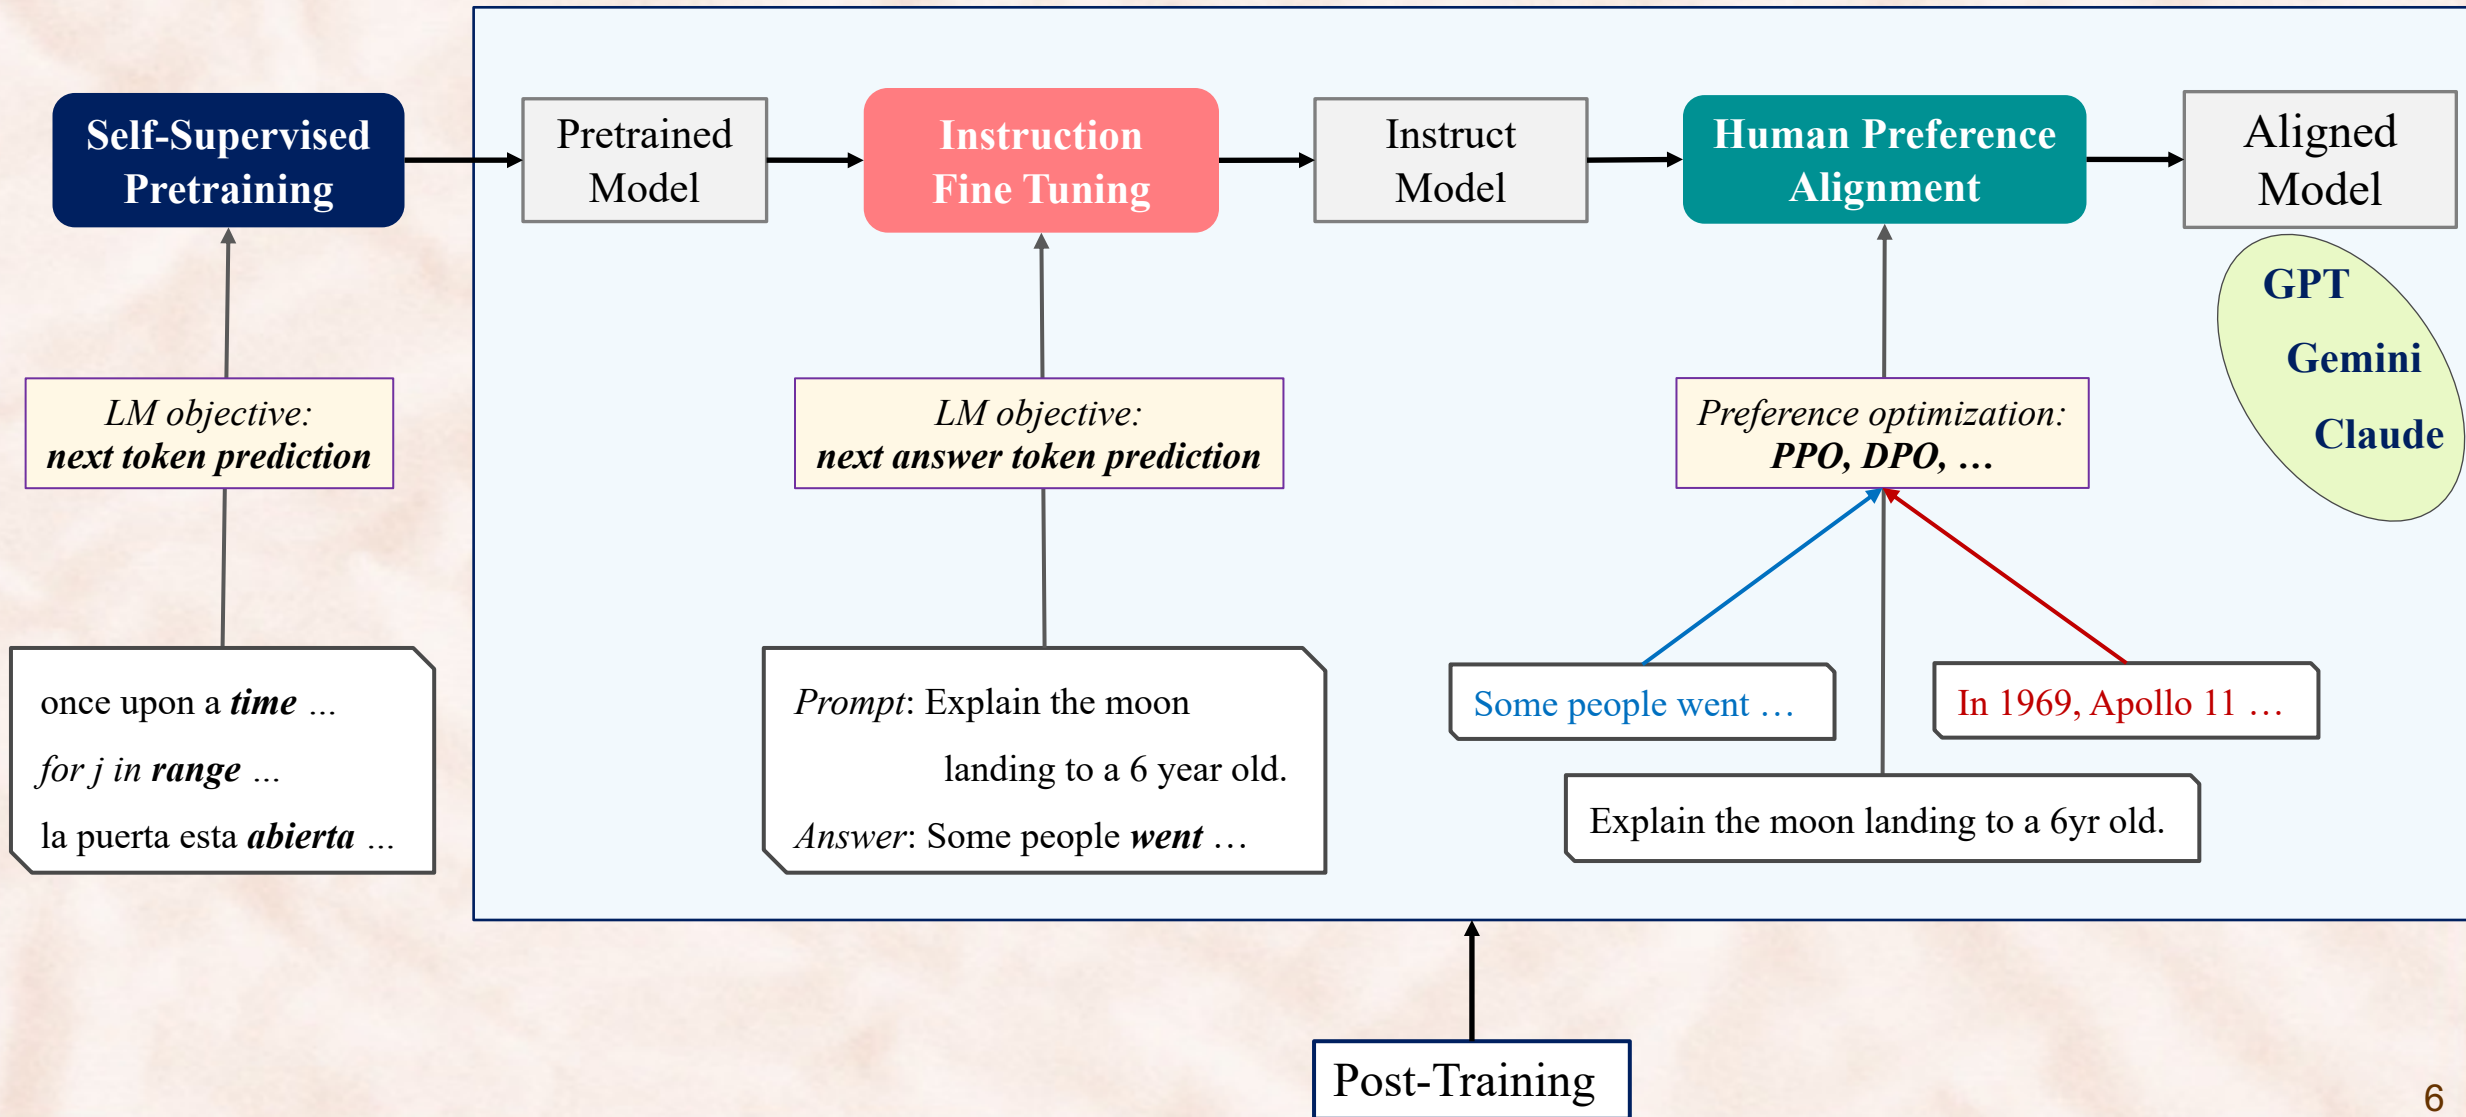 Self-Supervised
Pretraining
Pretrained
Model
Instruction
Fine Tuning
Instruct
Model
Human Preference
Alignment
Aligned
Model
GPT
Gemini
Claude
LM objective:
next token prediction
LM objective:
next answer token prediction
Preference optimization:
PPO, DPO, …
once upon a time …
for j in range …
la puerta esta abierta …
Prompt: Explain the moon
landing to a 6 year old.
Answer: Some people went …
Some people went …
In 1969, Apollo 11 …
Explain the moon landing to a 6yr old.
Post-Training
6